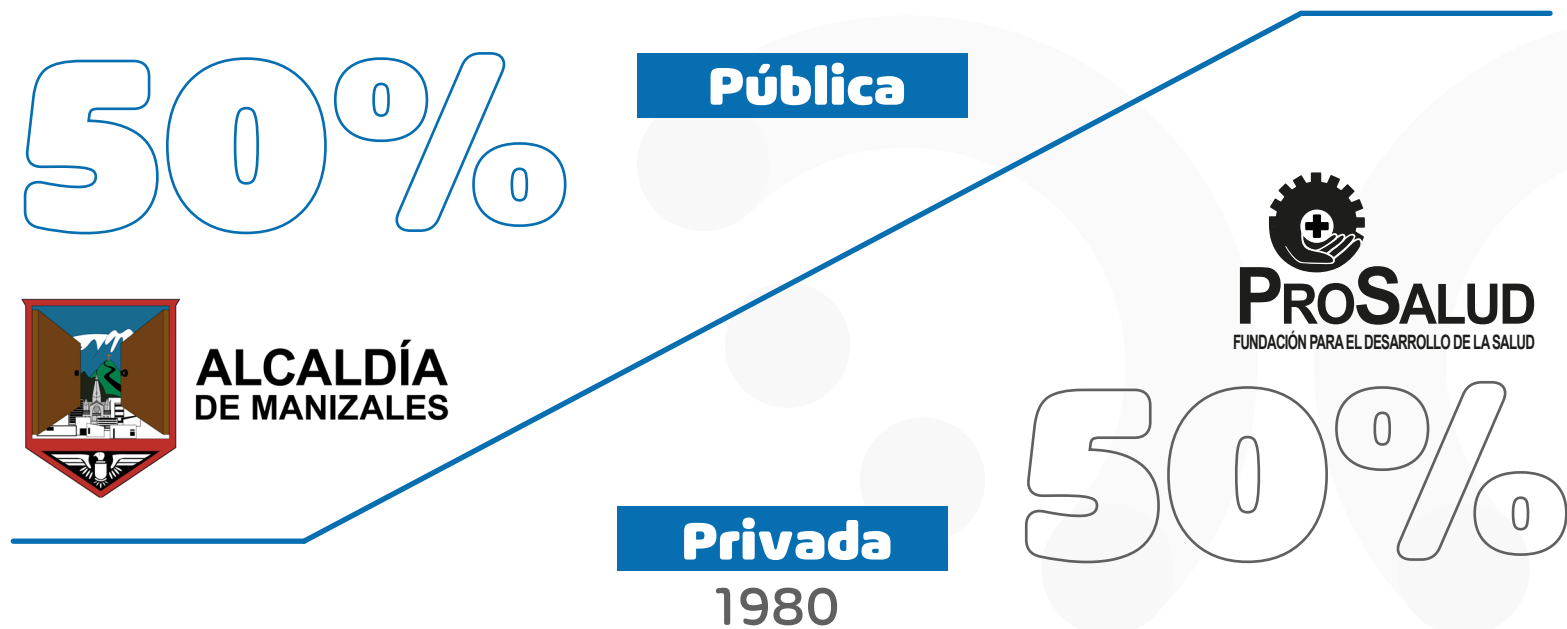 50%
Pública
ALCALDÍA
DE MANIZALES
PROSALUD
FUNDACIÓN PARA EL DESARROLLO DE LA SALUD
50%
Privada
1980